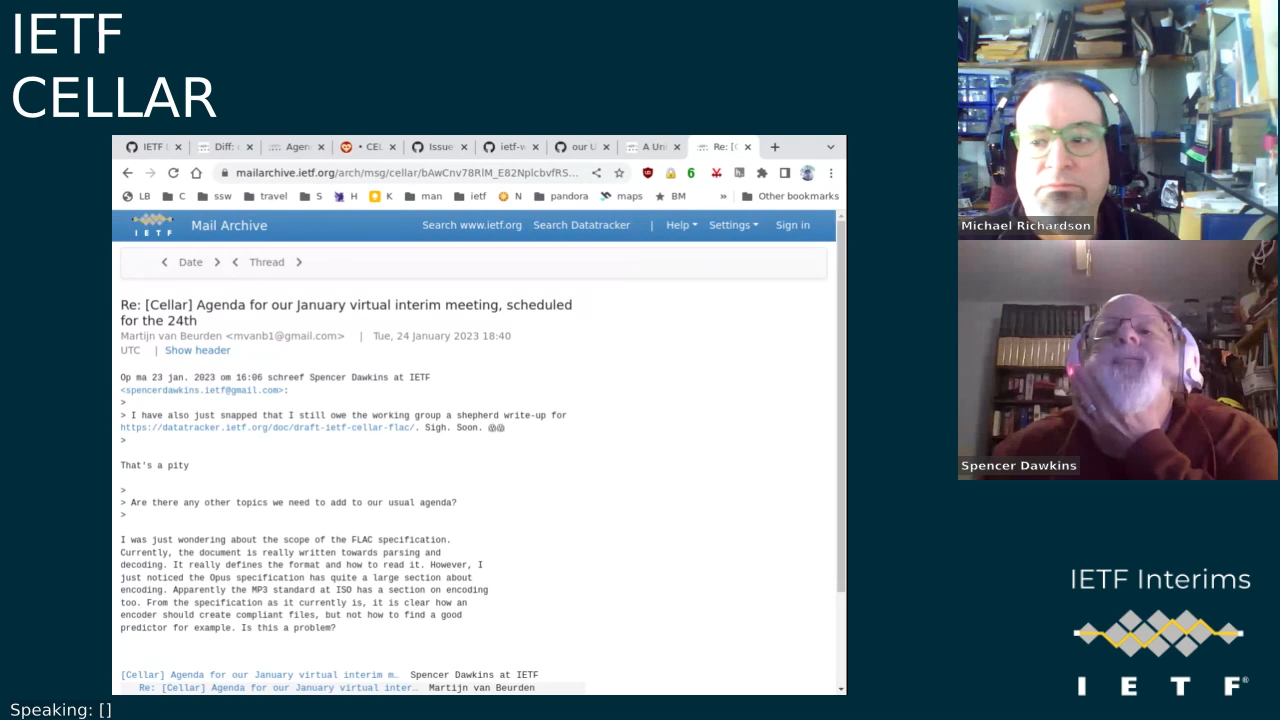 IETF
CELLAR
IETF I
Diff: c
Agen
• CEL
Issue
ietf-w
our U
A Uni
Re: [C
mailarchive.ietf.org/arch/msg/cellar/bAwCnv78RlM_E82NplcbvfRS...
6
LB
C
ssw
travel
S
H
K
man
ietf
N
pandora
maps
BM
»
Other bookmarks
IETF
Mail Archive
Search www.ietf.org
Search Datatracker
|
Help
Settings
Sign in
Date
Thread
Re: [Cellar] Agenda for our January virtual interim meeting, scheduled
for the 24th
Martijn van Beurden <mvanb1@gmail.com> | Tue, 24 January 2023 18:40
UTC | Show header
Op ma 23 jan. 2023 om 16:06 schreef Spencer Dawkins at IETF
<spencerdawkins.ietf@gmail.com>:
>
> I have also just snapped that I still owe the working group a shepherd write-up for
https://datatracker.ietf.org/doc/draft-ietf-cellar-flac/. Sigh. Soon.
>
That's a pity
>
> Are there any other topics we need to add to our usual agenda?
>
I was just wondering about the scope of the FLAC specification.
Currently, the document is really written towards parsing and
decoding. It really defines the format and how to read it. However, I
just noticed the Opus specification has quite a large section about
encoding. Apparently the MP3 standard at ISO has a section on encoding
too. From the specification as it currently is, it is clear how an
encoder should create compliant files, but not how to find a good
predictor for example. Is this a problem?
[Cellar] Agenda for our January virtual interim m… Spencer Dawkins at IETF
Re: [Cellar] Agenda for our January virtual inter… Martijn van Beurden
Michael Richardson
Spencer Dawkins
IETF Interims
I E T F®
Speaking: []